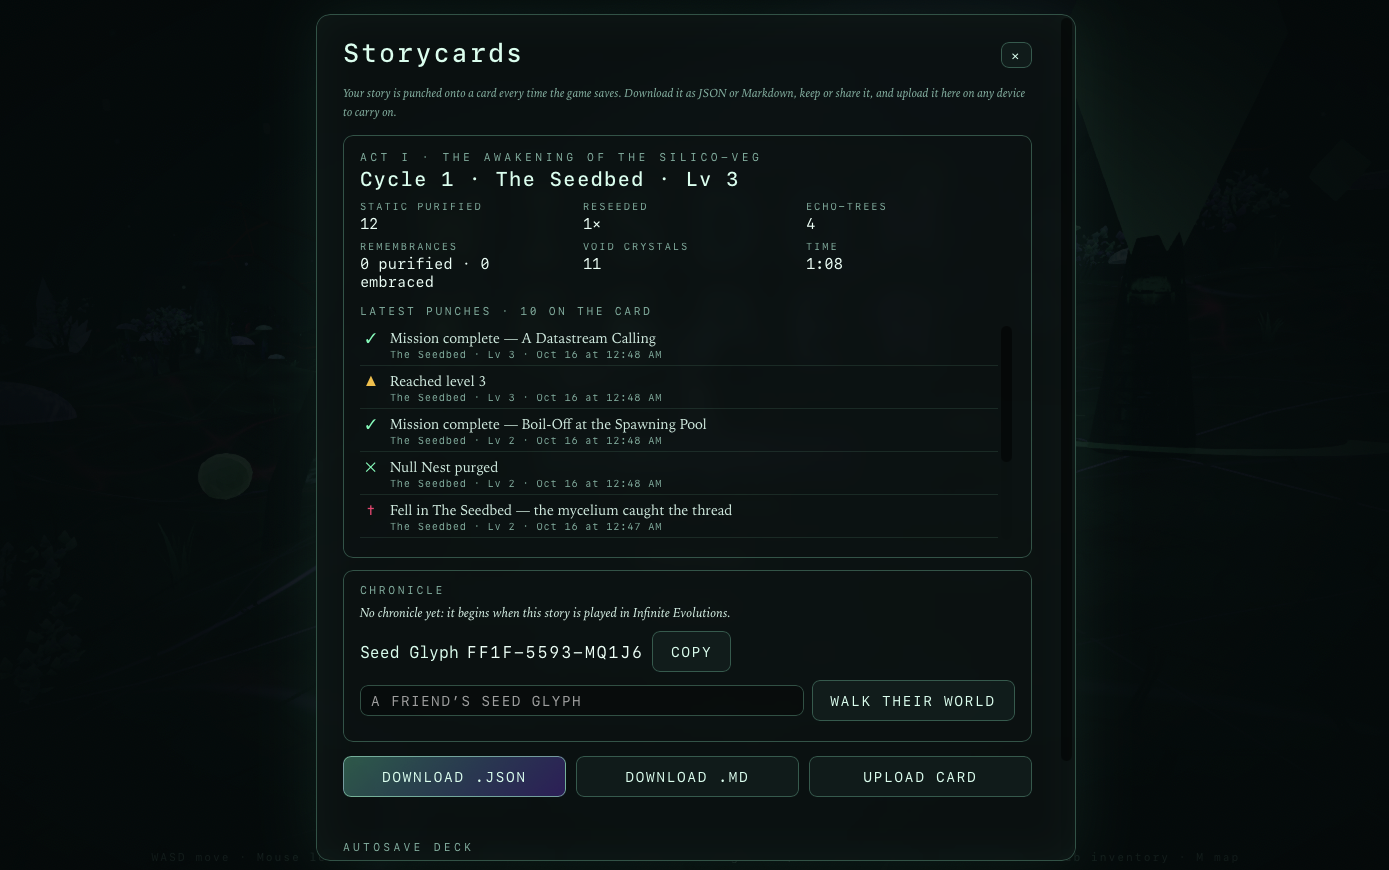 Storycards
×
Your story is punched onto a card every time the game saves. Download it as JSON or Markdown, keep or share it, and upload it here on any device
to carry on.
ACT I · THE AWAKENING OF THE SILICO-VEG
Cycle 1 · The Seedbed · Lv 3
STATIC PURIFIED
12
RESEEDED
1×
ECHO-TREES
4
REMEMBRANCES
0 purified · 0
embraced
VOID CRYSTALS
11
TIME
1:08
LATEST PUNCHES · 10 ON THE CARD
✓ Mission complete — A Datastream Calling
The Seedbed · Lv 3 · Oct 16 at 12:48 AM
▲ Reached level 3
The Seedbed · Lv 3 · Oct 16 at 12:48 AM
✓ Mission complete — Boil-Off at the Spawning Pool
The Seedbed · Lv 2 · Oct 16 at 12:48 AM
✕ Null Nest purged
The Seedbed · Lv 2 · Oct 16 at 12:48 AM
† Fell in The Seedbed — the mycelium caught the thread
The Seedbed · Lv 2 · Oct 16 at 12:47 AM
CHRONICLE
No chronicle yet: it begins when this story is played in Infinite Evolutions.
Seed Glyph FF1F-5593-MQ1J6 COPY
A FRIEND’S SEED GLYPH WALK THEIR WORLD
DOWNLOAD .JSON DOWNLOAD .MD UPLOAD CARD
AUTOSAVE DECK
WASD move · Mouse inventory · M map